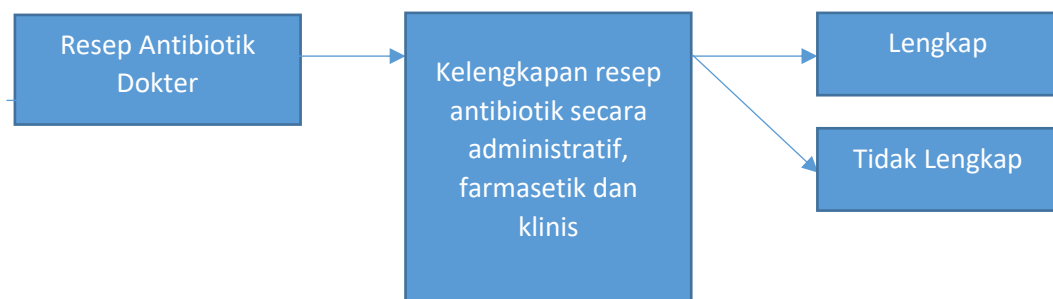 Resep Antibiotik
Dokter
Kelengkapan resep
antibiotik secara
administratif,
farmasetik dan
klinis
Lengkap
Tidak Lengkap